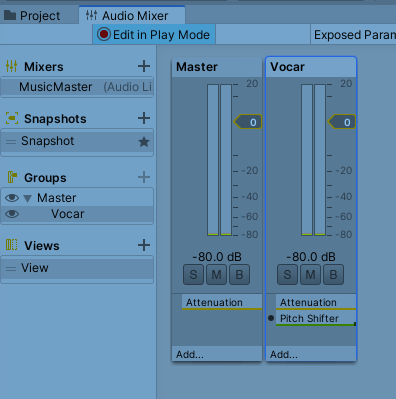 Project
Audio Mixer
Edit in Play Mode
Exposed Param
Mixers
MusicMaster (Audio Li
Snapshots
Snapshot
Groups
Master
Vocar
Views
View
Master
20
0
-20
-40
-60
-80
-80.0 dB
S M B
Attenuation
Add...
Vocar
20
0
-20
-40
-60
-80
-80.0 dB
S M B
Attenuation
Pitch Shifter
Add...